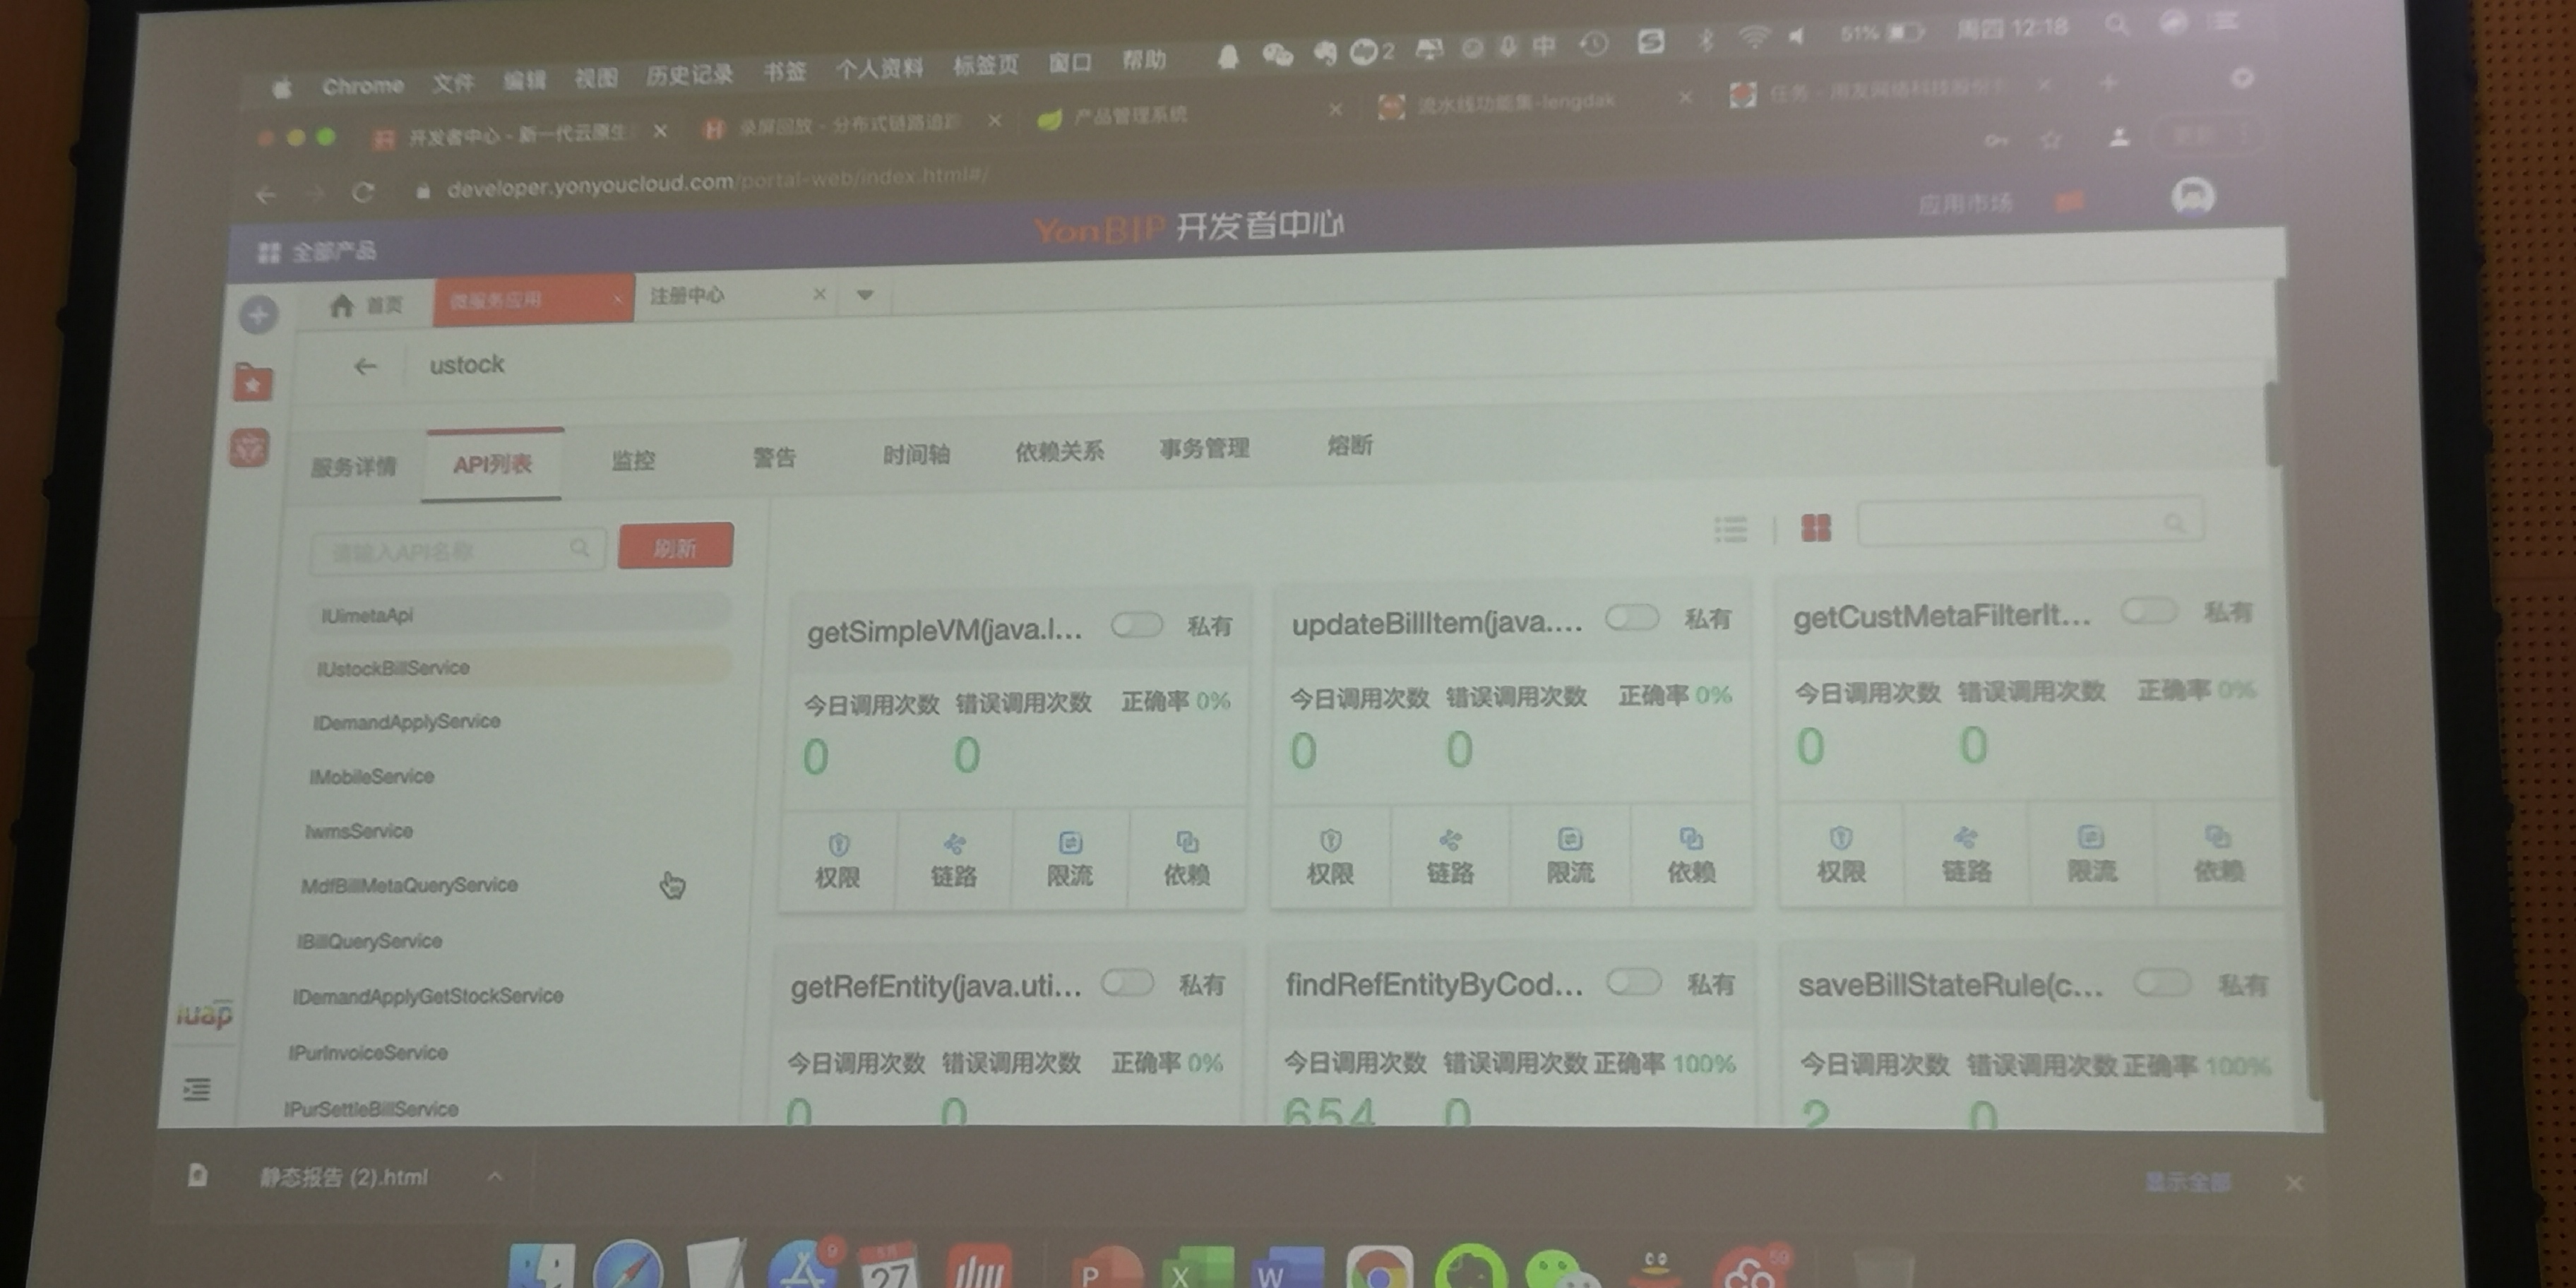 Chrome 文件 编辑 视图 历史记录 书签 个人资料 标签页 窗口 帮助 2 中 51% 周四 12:18
开发者中心 - 新一代云原生 录屏回放 - 分布式链路追踪 产品管理系统 流水线功能集-lengdak 任务 - 用友网络科技股份
developer.yonyoucloud.com/portal-web/index.html#/ 更新
全部产品 YonBIP 开发者中心 应用市场
首页 微服务应用 注册中心
ustock
服务详情 API列表 监控 警告 时间轴 依赖关系 事务管理 熔断
请输入API名称 刷新
IUimetaApi
IUstockBillService
IDemandApplyService
IMobileService
IwmsService
MdfBillMetaQueryService
IBillQueryService
IDemandApplyGetStockService
IPurInvoiceService
IPurSettleBillService
getSimpleVM(java.l... 私有
今日调用次数 错误调用次数 正确率 0%
0 0
权限 链路 限流 依赖
updateBillItem(java.... 私有
今日调用次数 错误调用次数 正确率 0%
0 0
权限 链路 限流 依赖
getCustMetaFilterIt... 私有
今日调用次数 错误调用次数 正确率 0%
0 0
权限 链路 限流 依赖
getRefEntity(java.uti... 私有
今日调用次数 错误调用次数 正确率 0%
0 0
findRefEntityByCod... 私有
今日调用次数 错误调用次数 正确率 100%
654 0
saveBillStateRule(c... 私有
今日调用次数 错误调用次数 正确率 100%
2 0
iuap
静态报告 (2).html 显示全部
9 5月 27 P X W 59